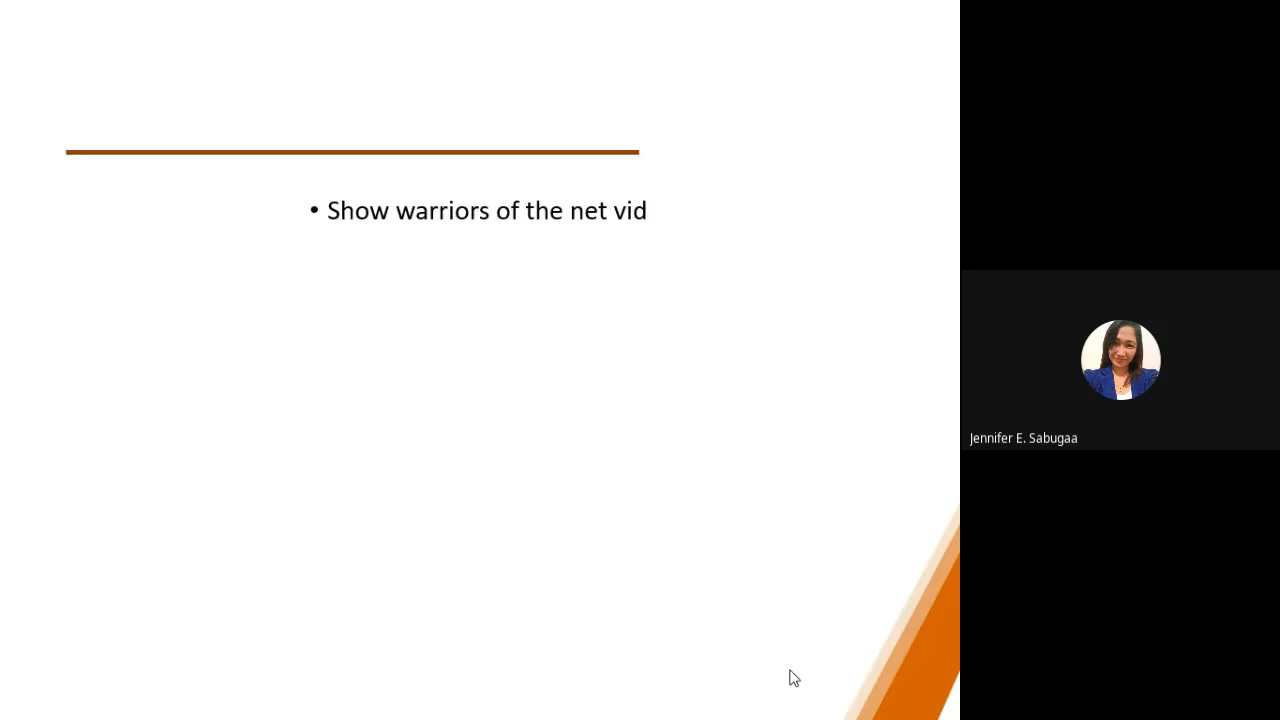 • Show warriors of the net vid
Jennifer E. Sabugaa